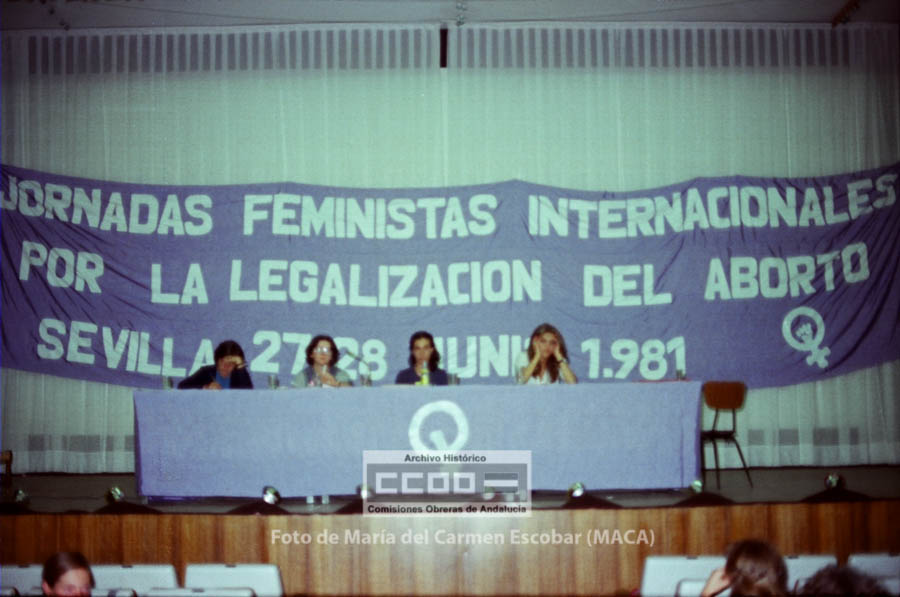 JORNADAS FEMINISTAS INTERNACIONALES
POR LA LEGALIZACION DEL ABORTO
SEVILLA 27 28 JUNIO 1.981
Archivo Histórico
CCOO
Comisiones Obreras de Andalucía
Foto de María del Carmen Escobar (MACA)